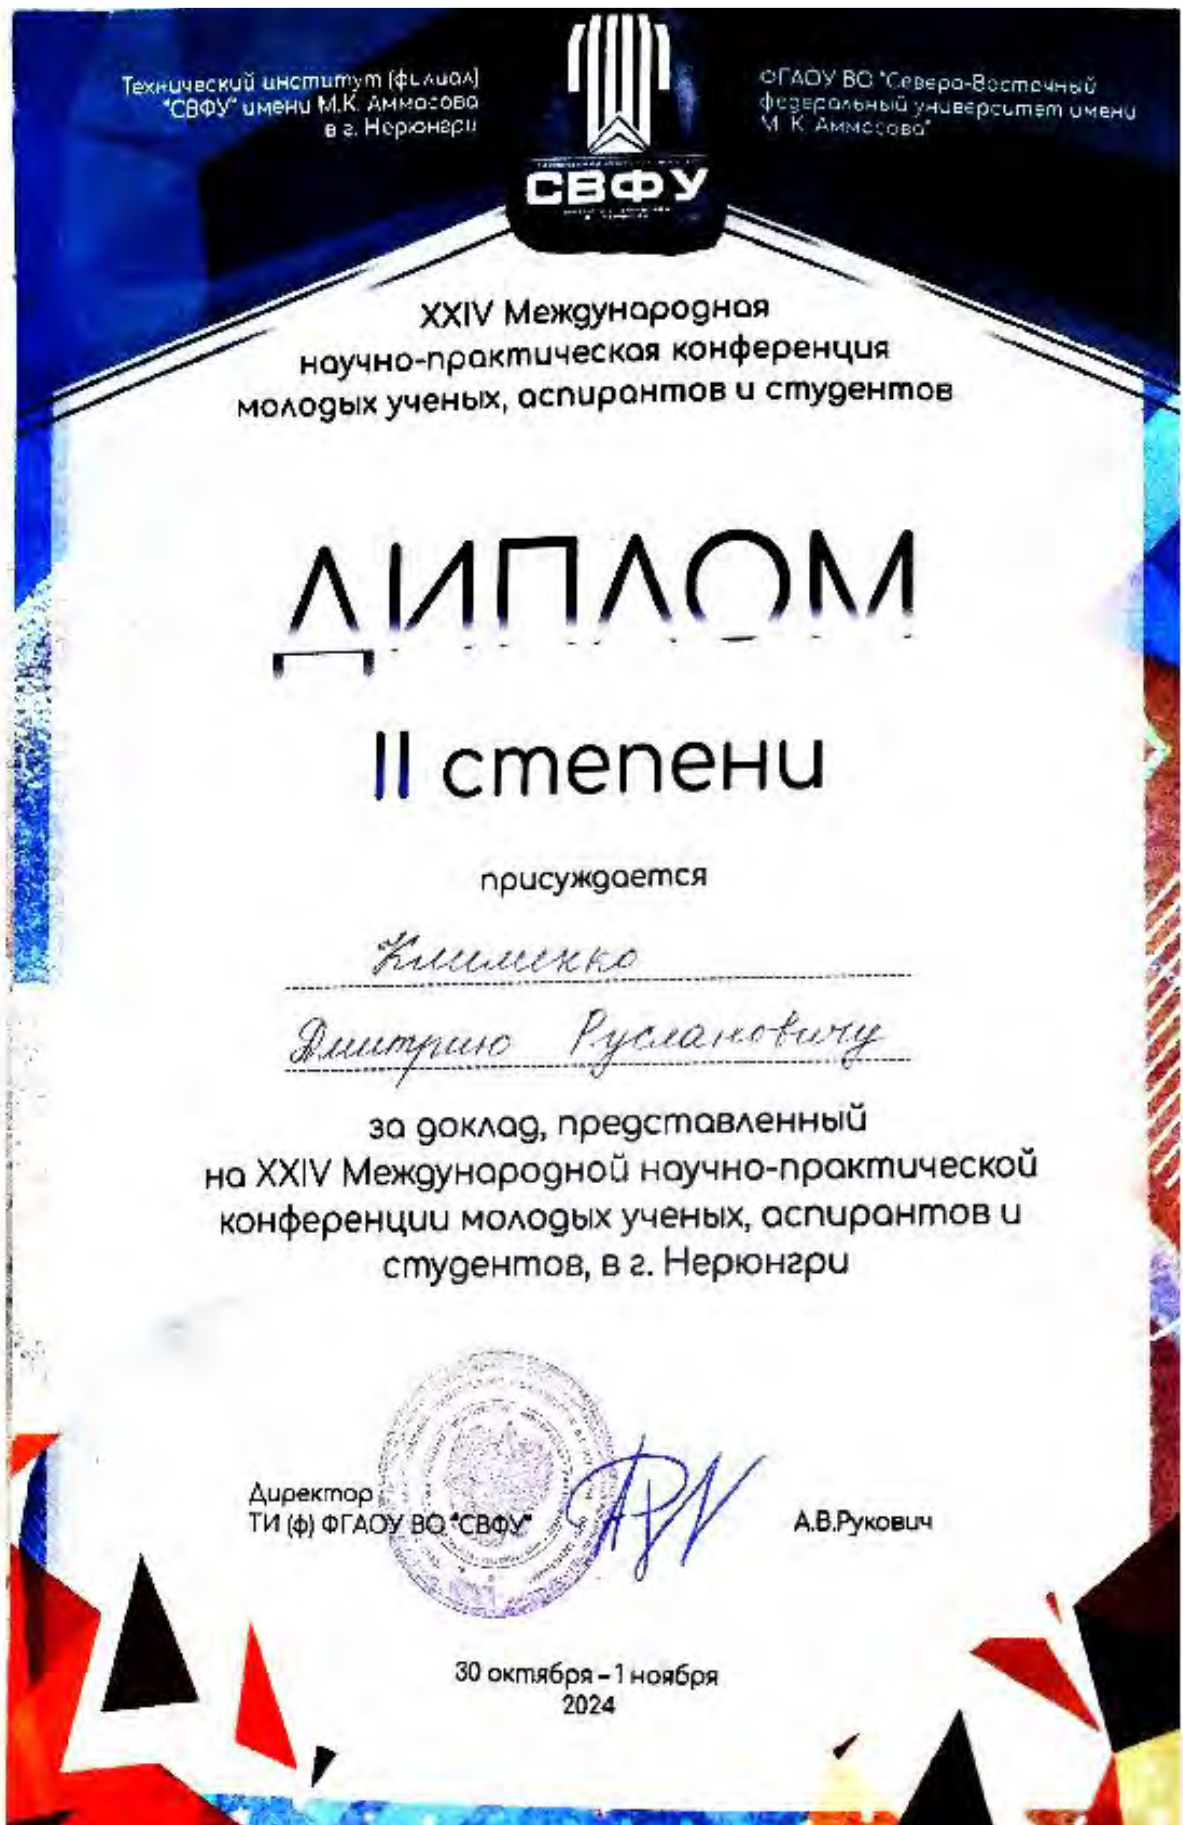 Технический институт (филиал)
"СВФУ" имени М.К. Аммосова
в г. Нерюнгри
ФГАОУ ВО "Северо-Восточный
федеральный университет имени
М.К. Аммосова"
СВФУ
XXIV Международная
научно-практическая конференция
молодых ученых, аспирантов и студентов
ДИПЛОМ
II степени
присуждается
Клименко
Дмитрию Руслановичу
за доклад, представленный
на XXIV Международной научно-практической
конференции молодых ученых, аспирантов и
студентов, в г. Нерюнгри
Директор
ТИ (ф) ФГАОУ ВО "СВФУ"
А.В.Рукович
30 октября – 1 ноября
2024